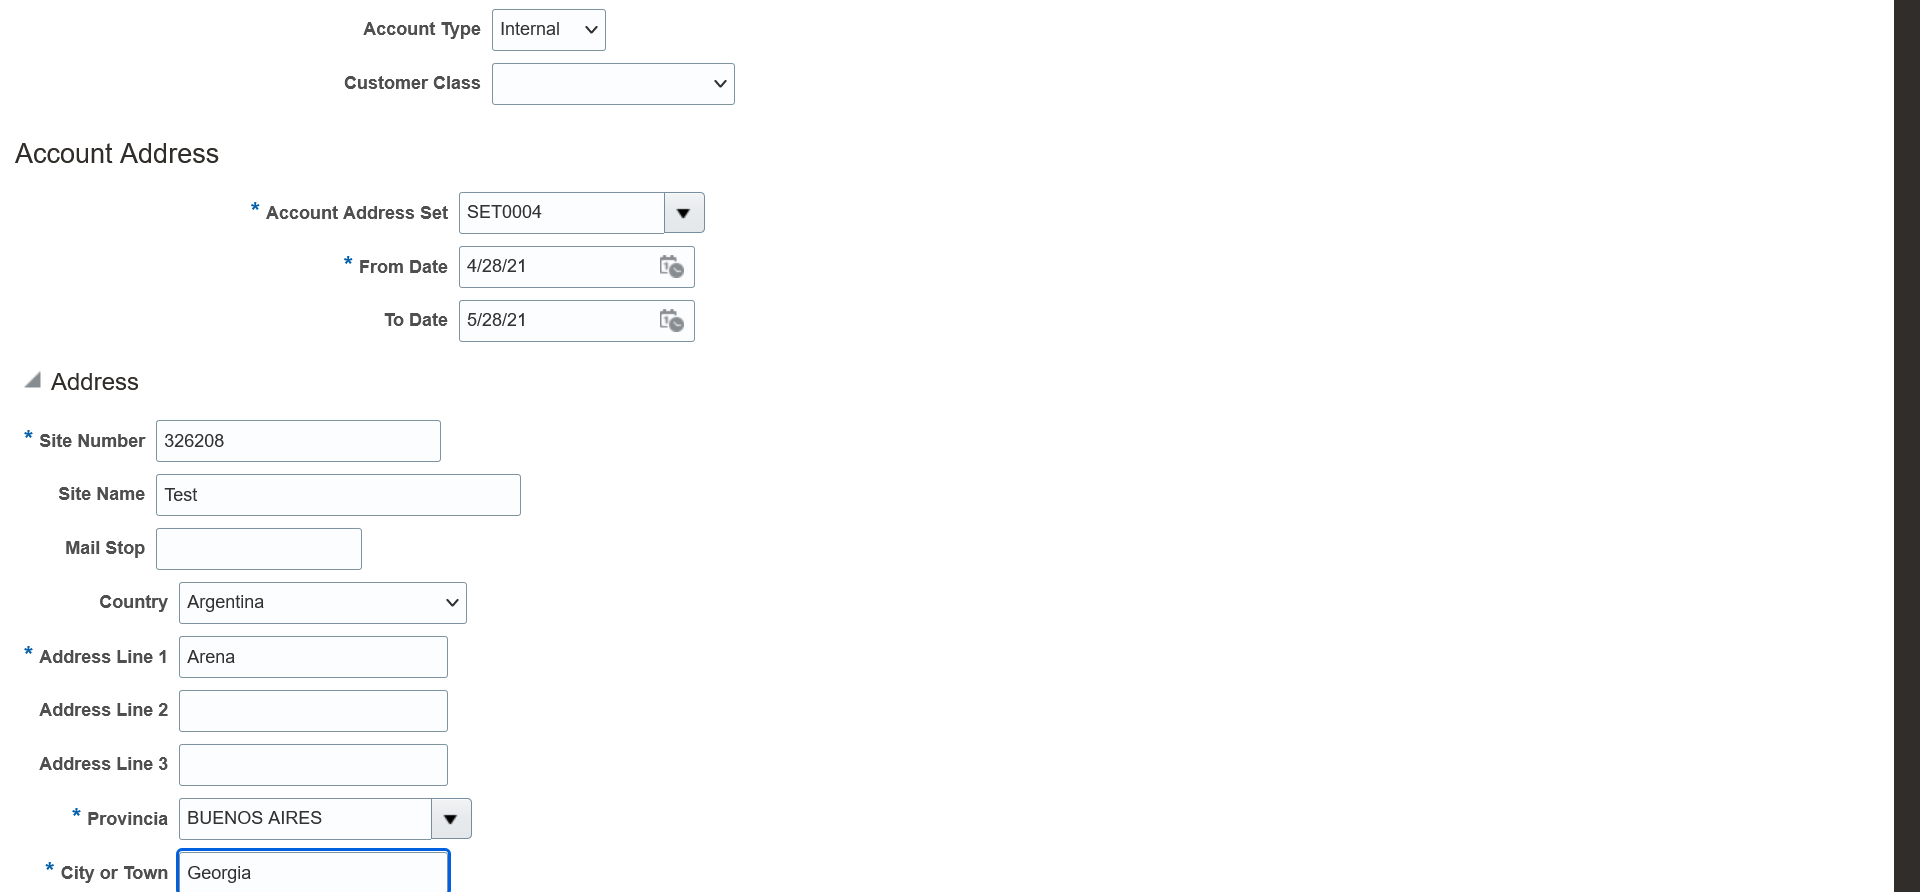 Account Type Internal
Customer Class
Account Address
* Account Address Set SET0004
* From Date 4/28/21
To Date 5/28/21
Address
* Site Number 326208
Site Name Test
Mail Stop
Country Argentina
* Address Line 1 Arena
Address Line 2
Address Line 3
* Provincia BUENOS AIRES
* City or Town Georgia